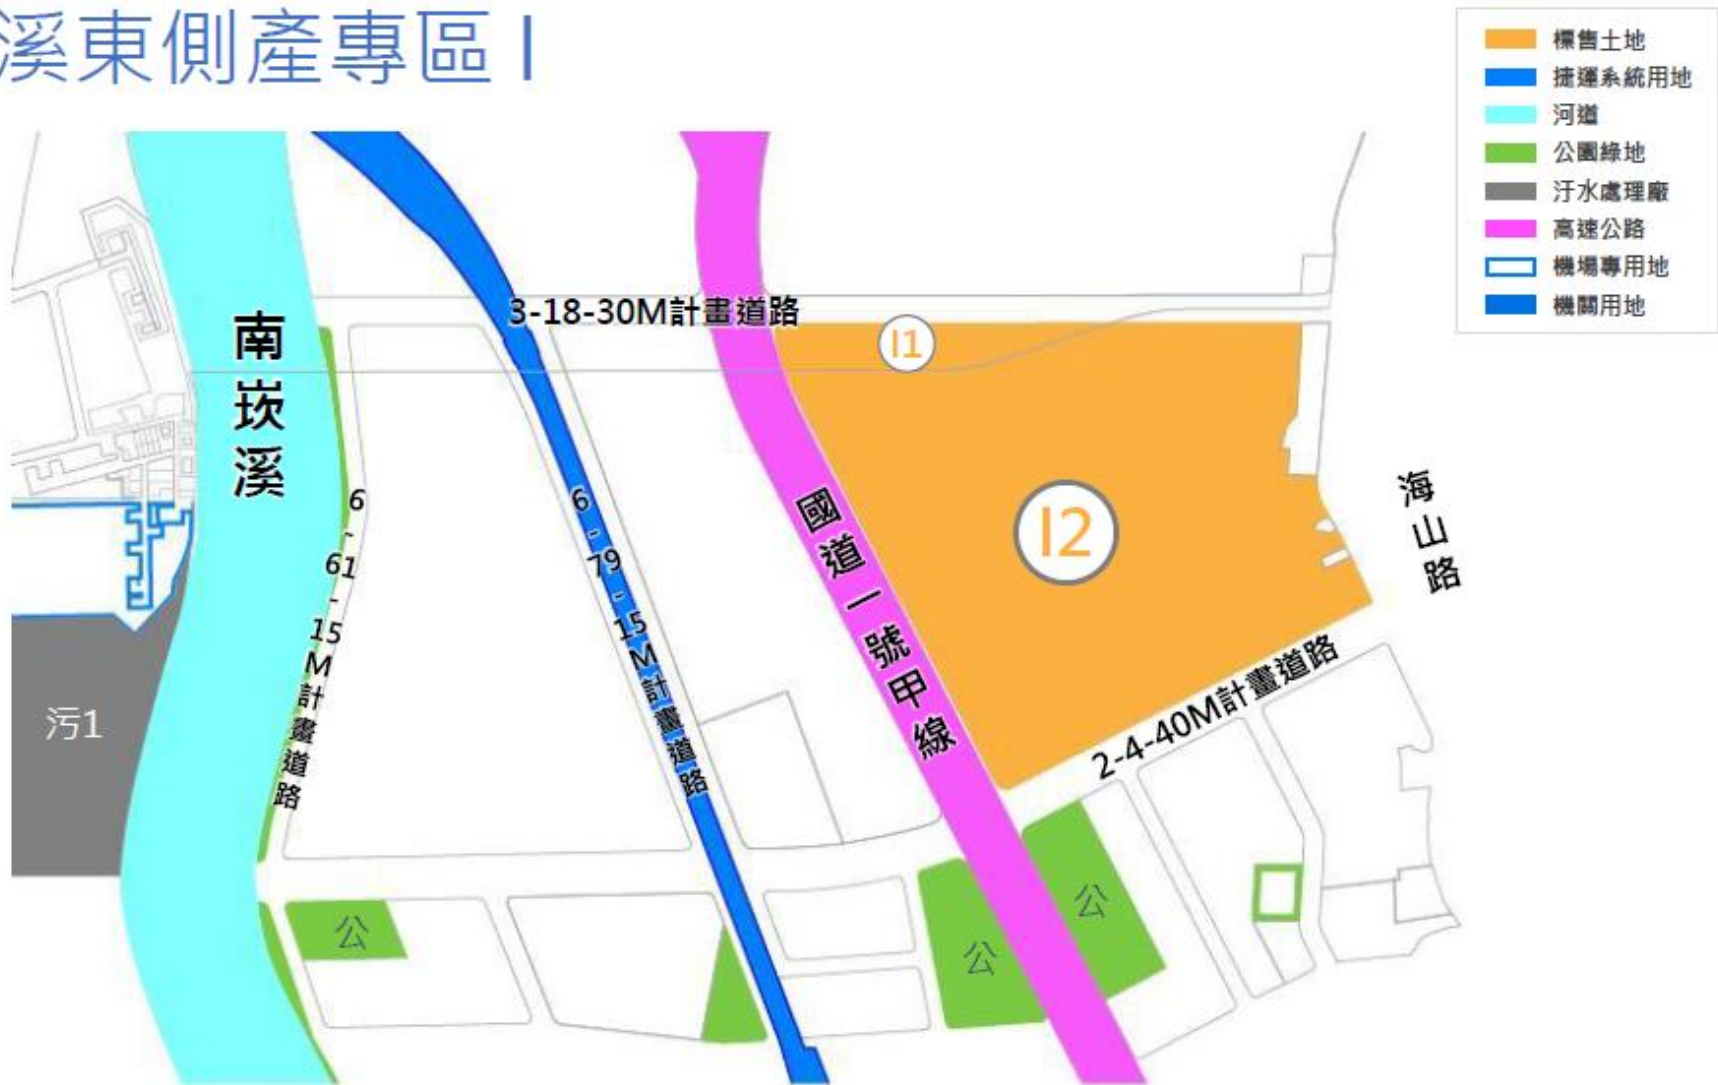 溪東側產專區 I
標售土地
捷運系統用地
河道
公園綠地
汙水處理廠
高速公路
機場專用地
機關用地
3-18-30M計畫道路
I1
南崁溪
6-61-15M計畫道路
6-79-15M計畫道路
國道一號甲線
I2
海山路
2-4-40M計畫道路
污1
公
公
公